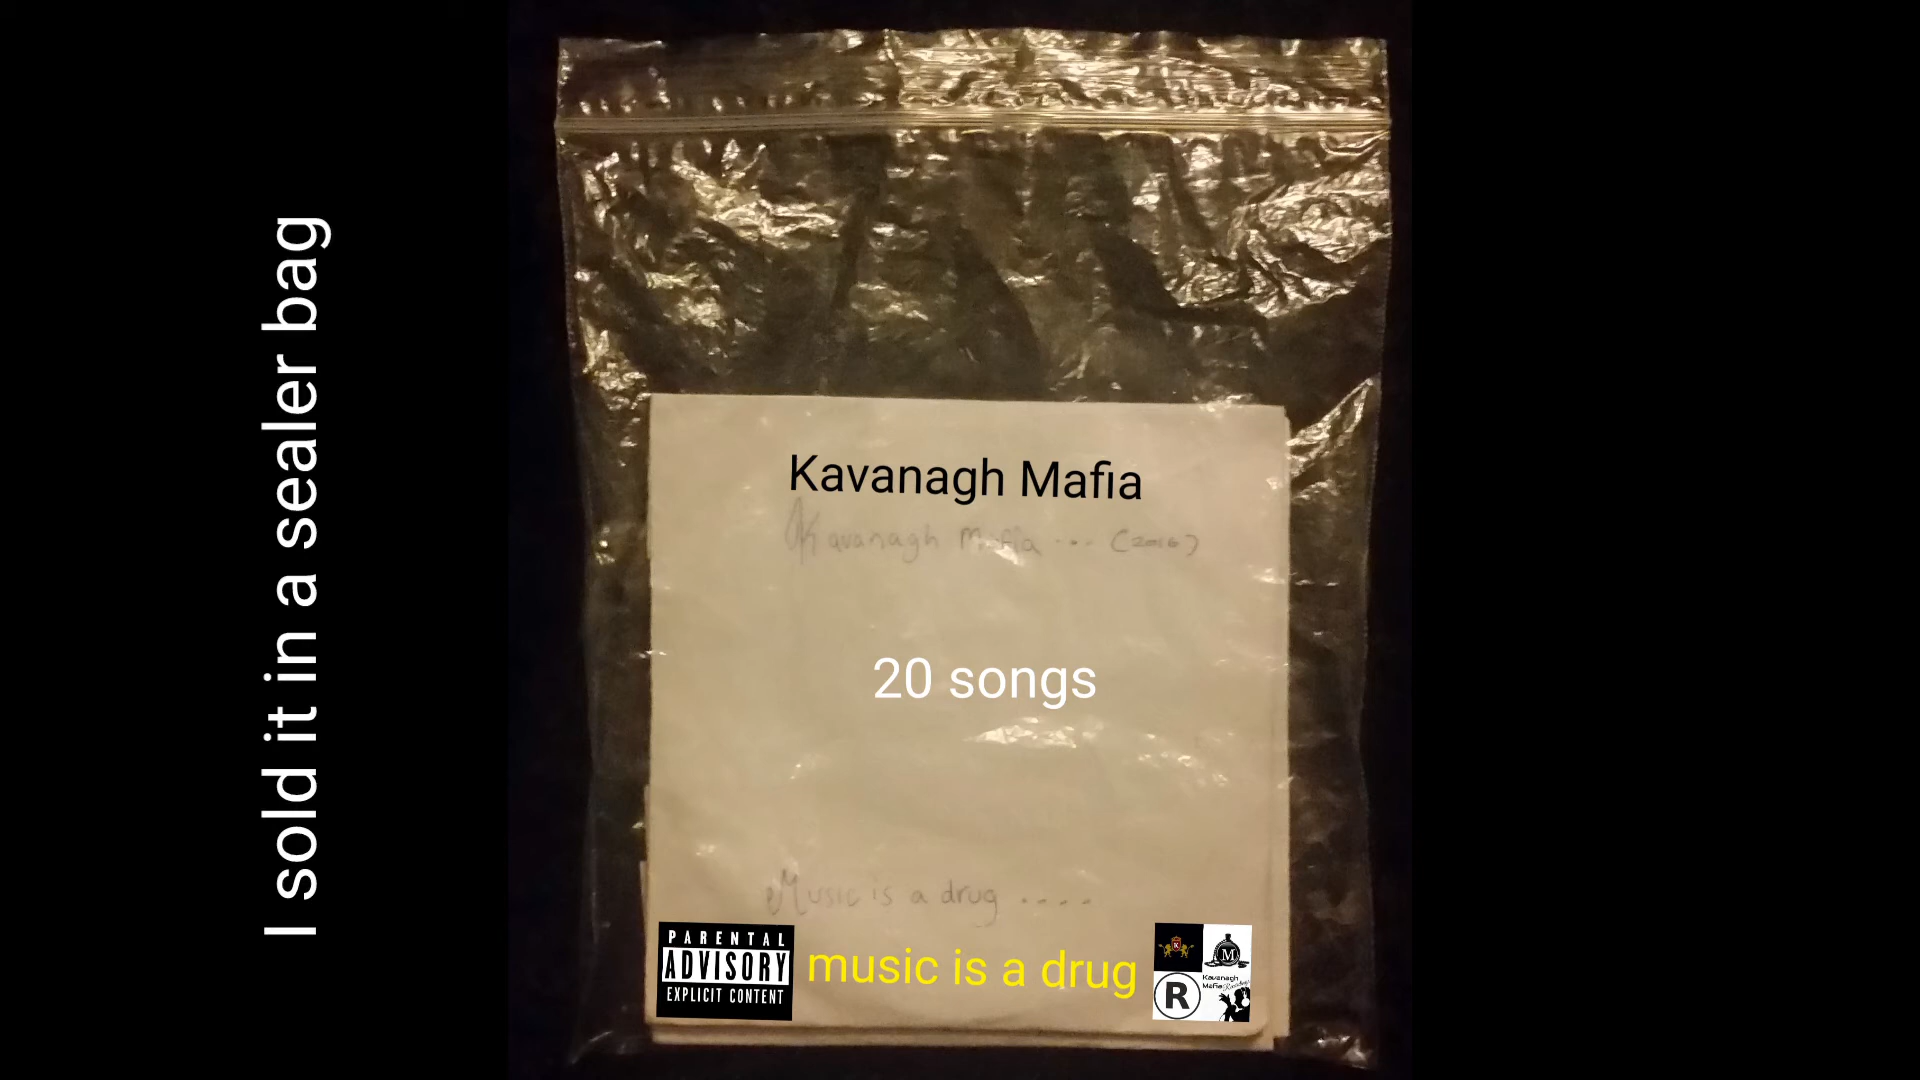 I sold it in a sealer bag
Kavanagh Mafia
Kavanagh Mafia ... (2016)
20 songs
Music is a drug ....
PARENTAL
ADVISORY
EXPLICIT CONTENT
music is a drug
K
M
R
Kavanagh
Mafia Recordings